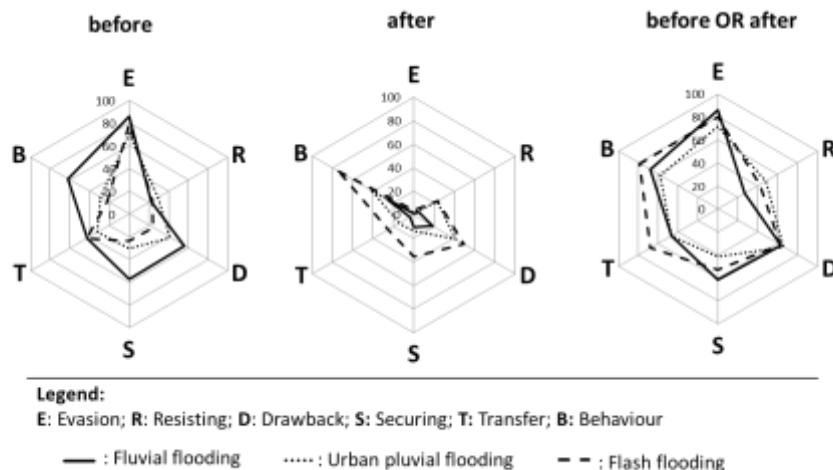 before
after
before OR after
E
100
80
60
40
20
0
B
R
T
D
S
E
100
80
60
40
20
0
B
R
T
D
S
E
100
80
60
40
20
0
B
R
T
D
S
Legend:
E: Evasion; R: Resisting; D: Drawback; S: Securing; T: Transfer; B: Behaviour
: Fluvial flooding : Urban pluvial flooding : Flash flooding